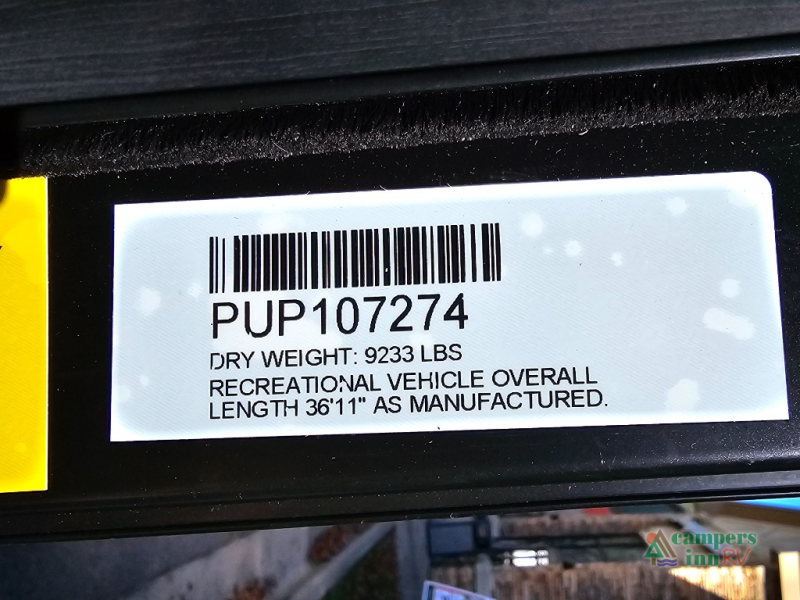 PUP107274
DRY WEIGHT: 9233 LBS
RECREATIONAL VEHICLE OVERALL
LENGTH 36'11" AS MANUFACTURED.
campers
inn RV